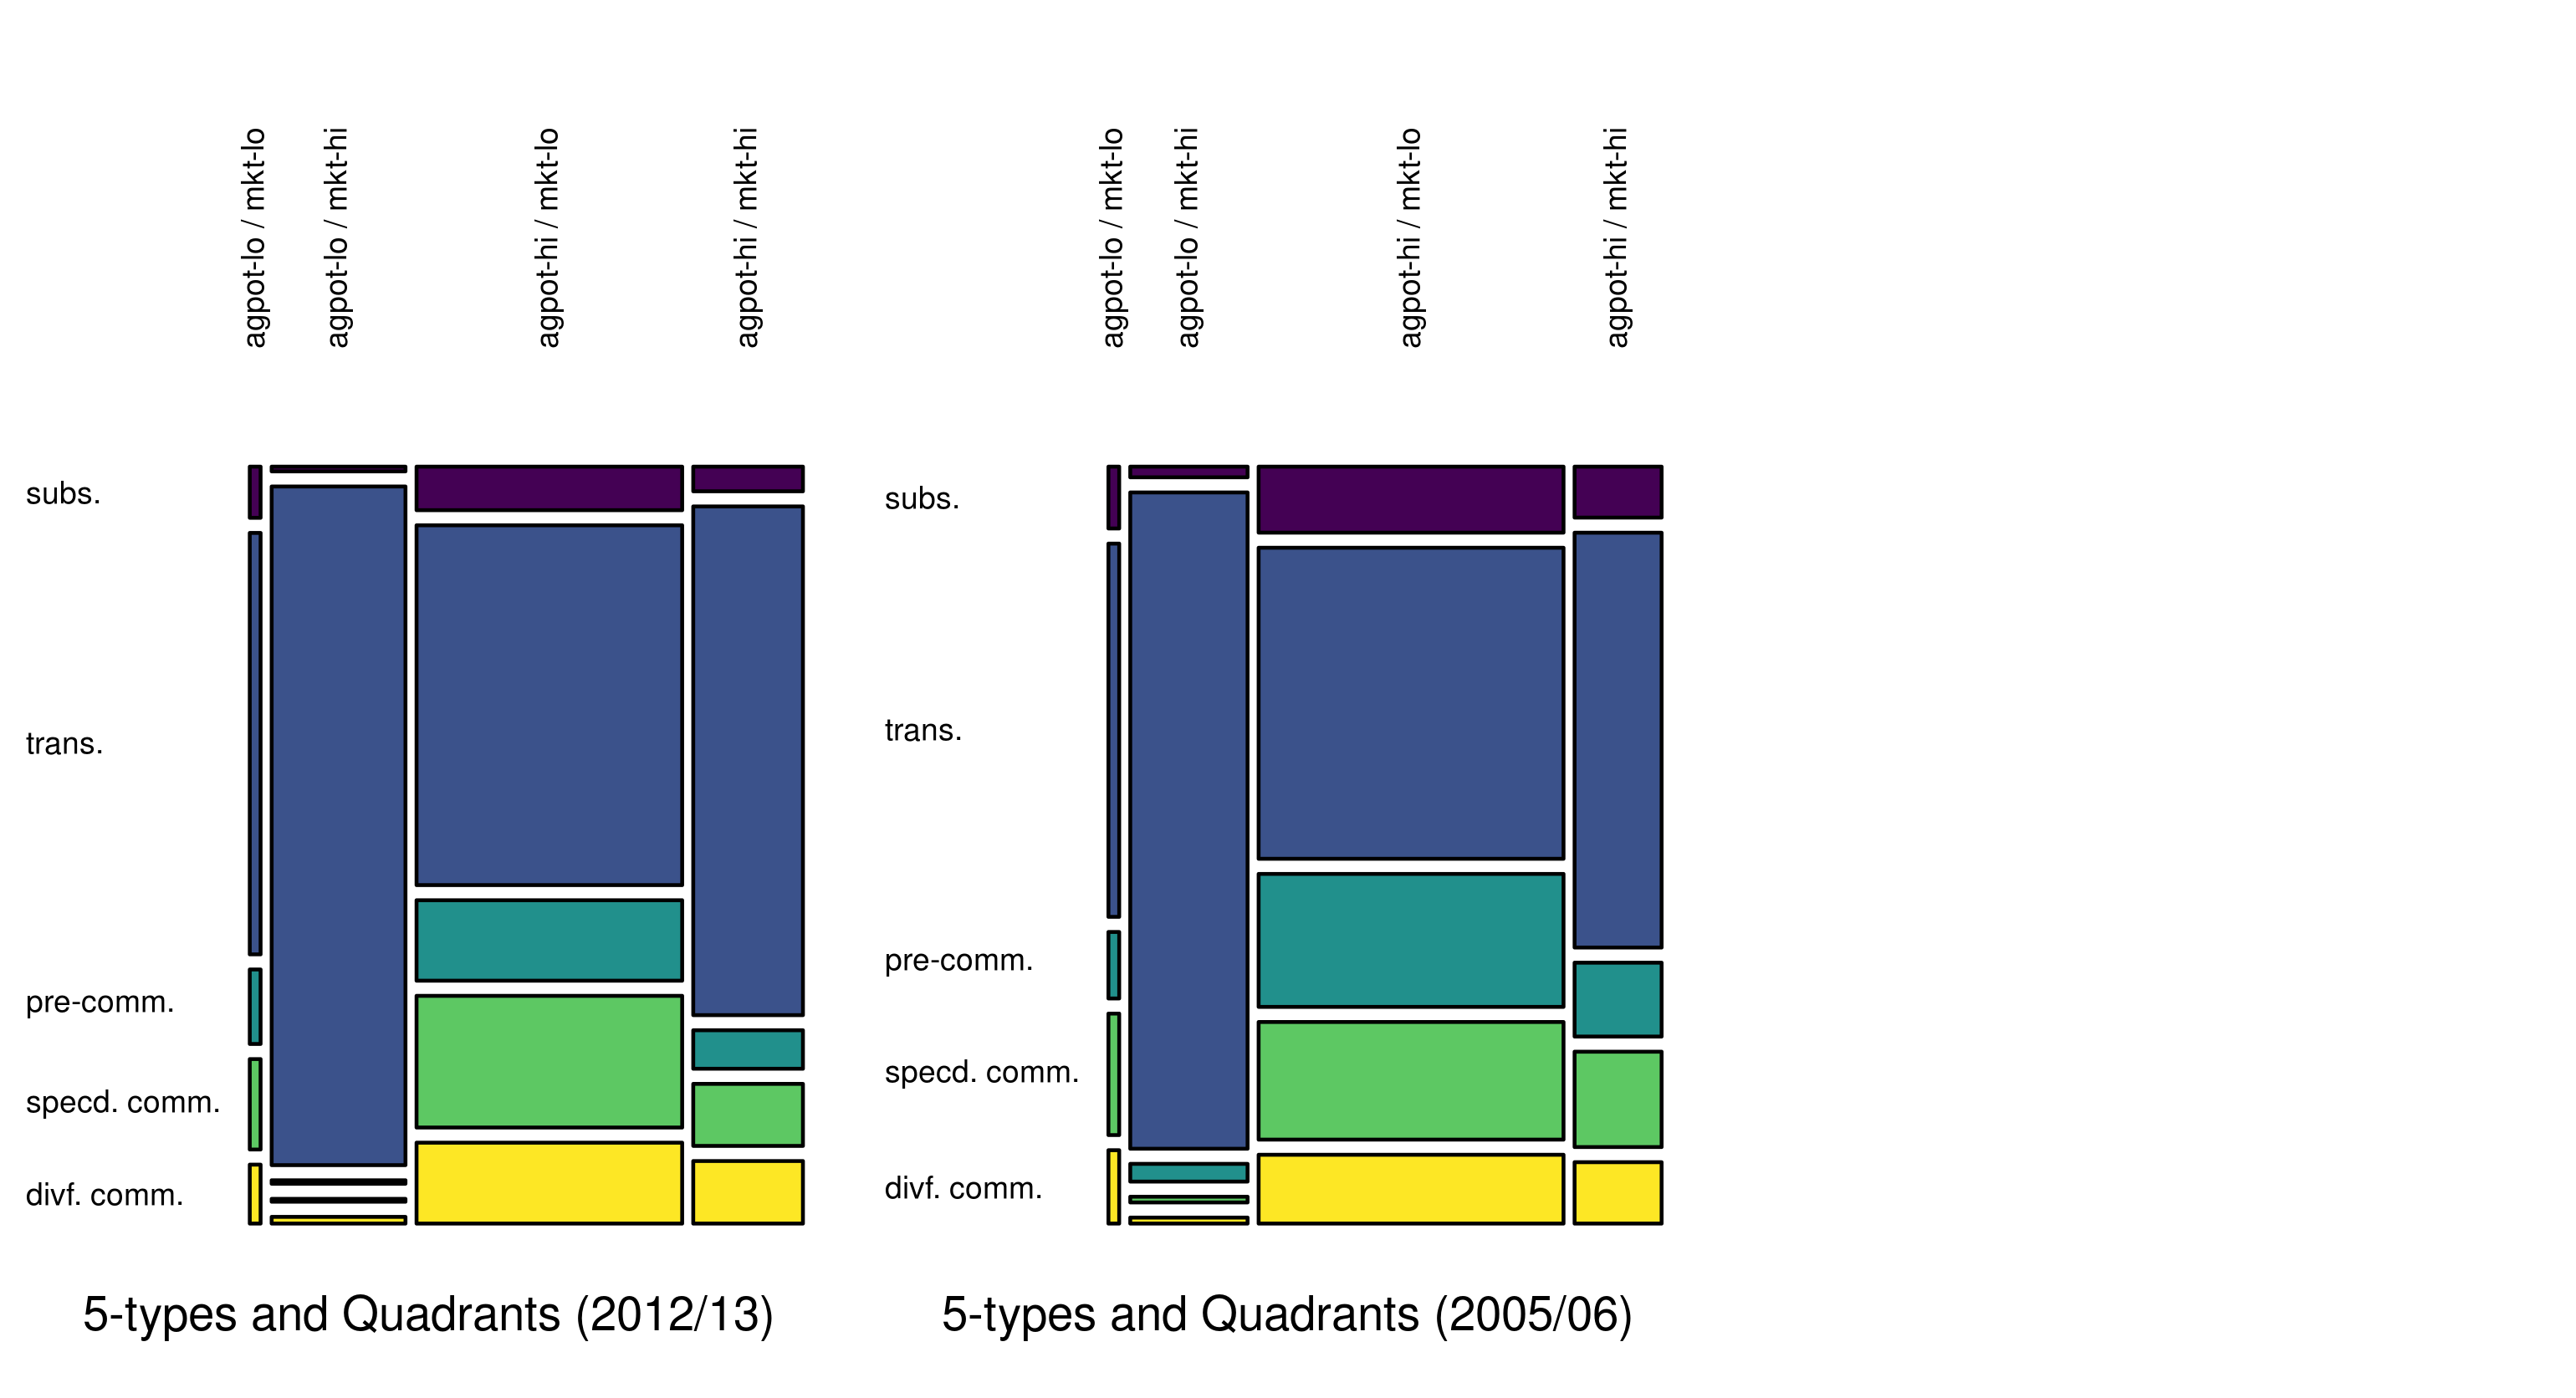 agpot-lo / mkt-lo
agpot-lo / mkt-hi
agpot-hi / mkt-lo
agpot-hi / mkt-hi
subs.
trans.
pre-comm.
specd. comm.
divf. comm.
5-types and Quadrants (2012/13)
agpot-lo / mkt-lo
agpot-lo / mkt-hi
agpot-hi / mkt-lo
agpot-hi / mkt-hi
subs.
trans.
pre-comm.
specd. comm.
divf. comm.
5-types and Quadrants (2005/06)